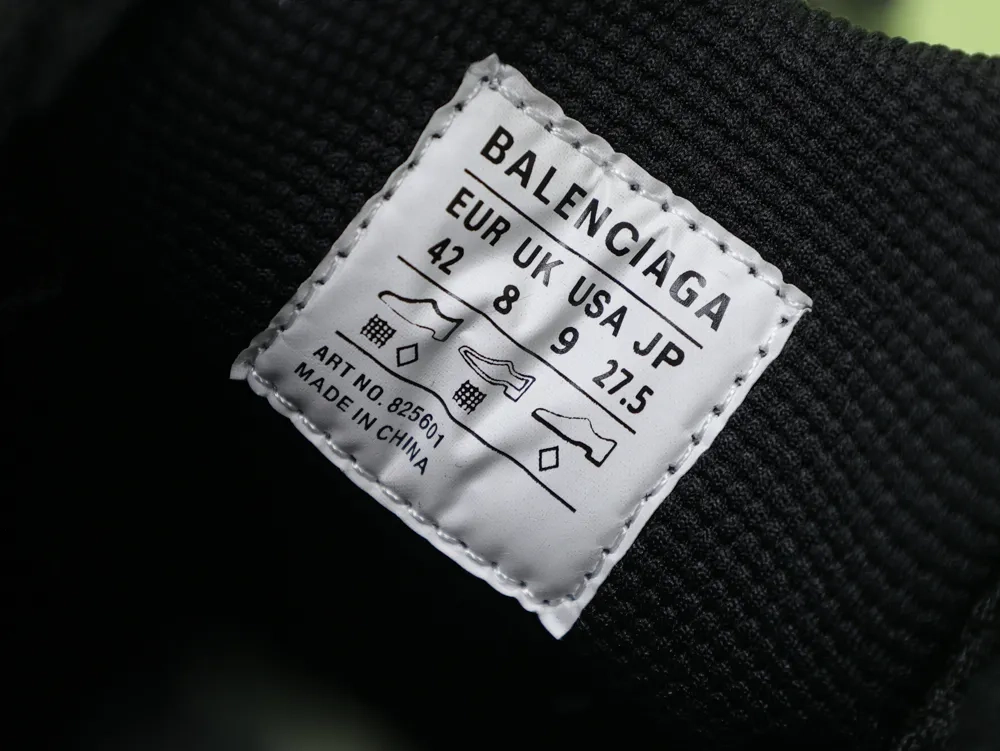 BALENCIAGA
EUR UK USA JP
42 8 9 27.5
ART NO. 825601
MADE IN CHINA